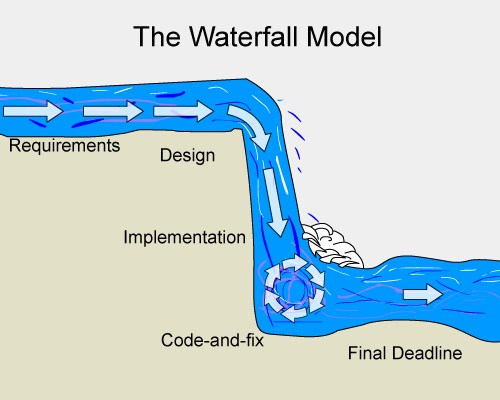 The Waterfall Model
Requirements
Design
Implementation
Code-and-fix
Final Deadline